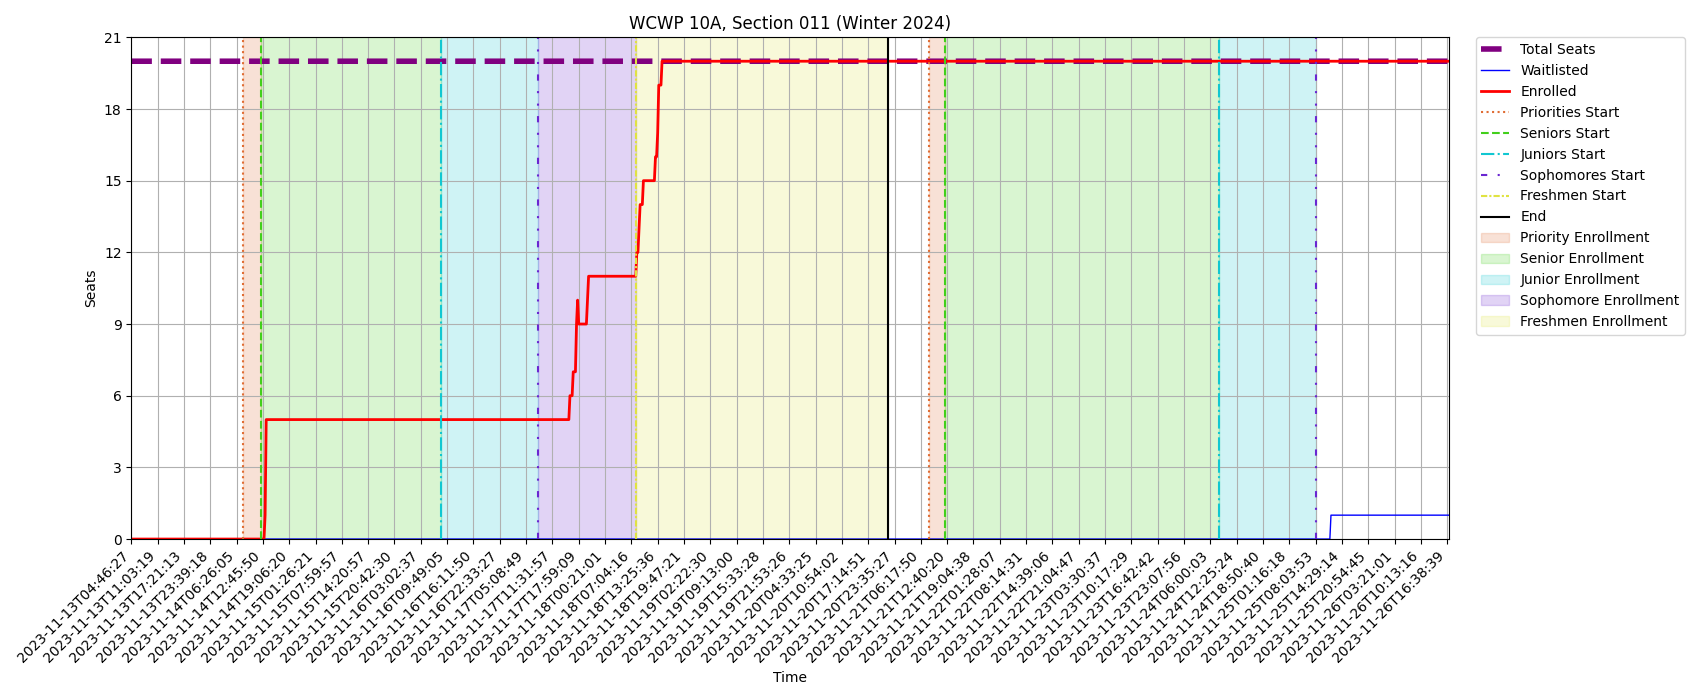 WCWP 10A, Section 011 (Winter 2024)
21
18
15
12
9
6
3
0
Seats
2023-11-13T04:46:27
2023-11-13T11:03:19
2023-11-13T17:21:13
2023-11-13T23:39:18
2023-11-14T06:26:05
2023-11-14T12:45:50
2023-11-14T19:06:20
2023-11-15T01:26:21
2023-11-15T07:59:57
2023-11-15T14:20:57
2023-11-15T20:42:30
2023-11-16T03:02:37
2023-11-16T09:49:05
2023-11-16T16:11:50
2023-11-16T22:33:27
2023-11-17T05:08:49
2023-11-17T11:31:57
2023-11-17T17:59:09
2023-11-18T00:21:01
2023-11-18T07:04:16
2023-11-18T13:25:36
2023-11-18T19:47:21
2023-11-19T02:22:30
2023-11-19T09:13:00
2023-11-19T15:33:28
2023-11-19T21:53:26
2023-11-20T04:33:25
2023-11-20T10:54:02
2023-11-20T17:14:51
2023-11-20T23:35:27
2023-11-21T06:17:50
2023-11-21T12:40:20
2023-11-21T19:04:38
2023-11-22T01:28:07
2023-11-22T08:14:31
2023-11-22T14:39:06
2023-11-22T21:04:47
2023-11-23T03:30:37
2023-11-23T10:17:29
2023-11-23T16:42:42
2023-11-23T23:07:56
2023-11-24T06:00:03
2023-11-24T12:25:24
2023-11-24T18:50:40
2023-11-25T01:16:18
2023-11-25T08:03:53
2023-11-25T14:29:14
2023-11-25T20:54:45
2023-11-26T03:21:01
2023-11-26T10:13:16
2023-11-26T16:38:39
Time
Total Seats
Waitlisted
Enrolled
Priorities Start
Seniors Start
Juniors Start
Sophomores Start
Freshmen Start
End
Priority Enrollment
Senior Enrollment
Junior Enrollment
Sophomore Enrollment
Freshmen Enrollment